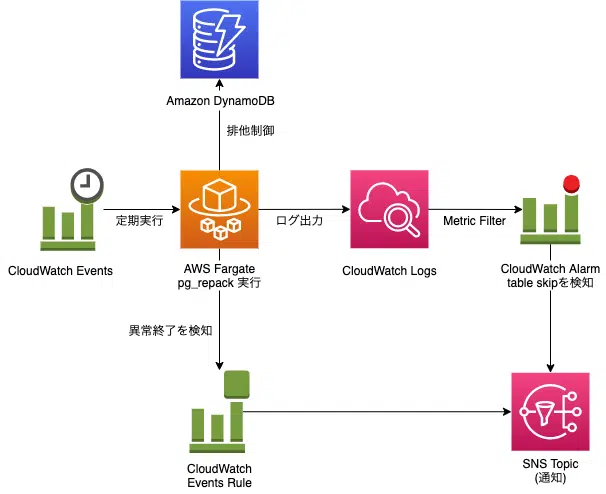 Amazon DynamoDB
排他制御
CloudWatch Events
定期実行
AWS Fargate
pg_repack 実行
ログ出力
CloudWatch Logs
Metric Filter
CloudWatch Alarm
table skipを検知
異常終了を検知
CloudWatch
Events Rule
SNS Topic
(通知)